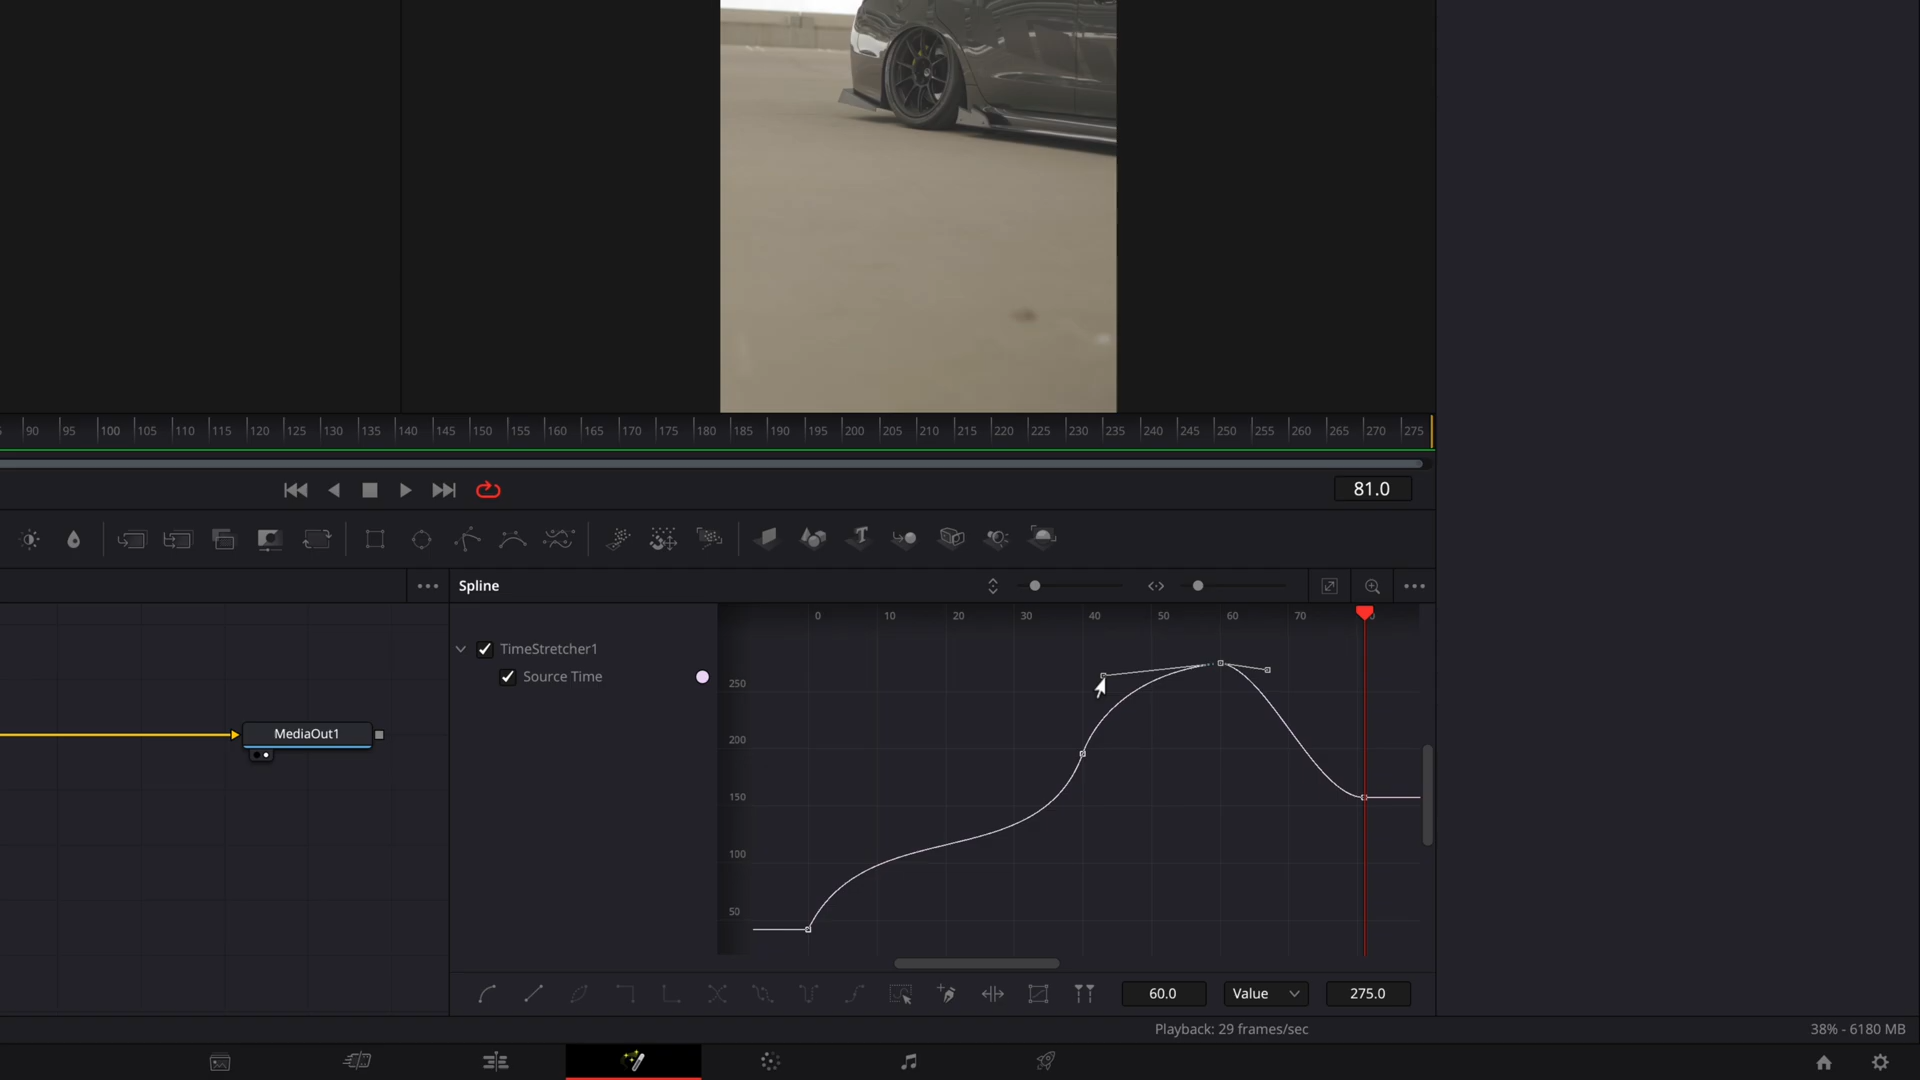 90 95 100 105 110 115 120 125 130 135 140 145 150 155 160 165 170 175 180 185 190 195 200 205 210 215 220 225 230 235 240 245 250 255 260 265 270 275
81.0
Spline
0 10 20 30 40 50 60 70
TimeStretcher1
Source Time
250
200
150
100
50
MediaOut1
60.0 Value 275.0
Playback: 29 frames/sec 38% - 6180 MB